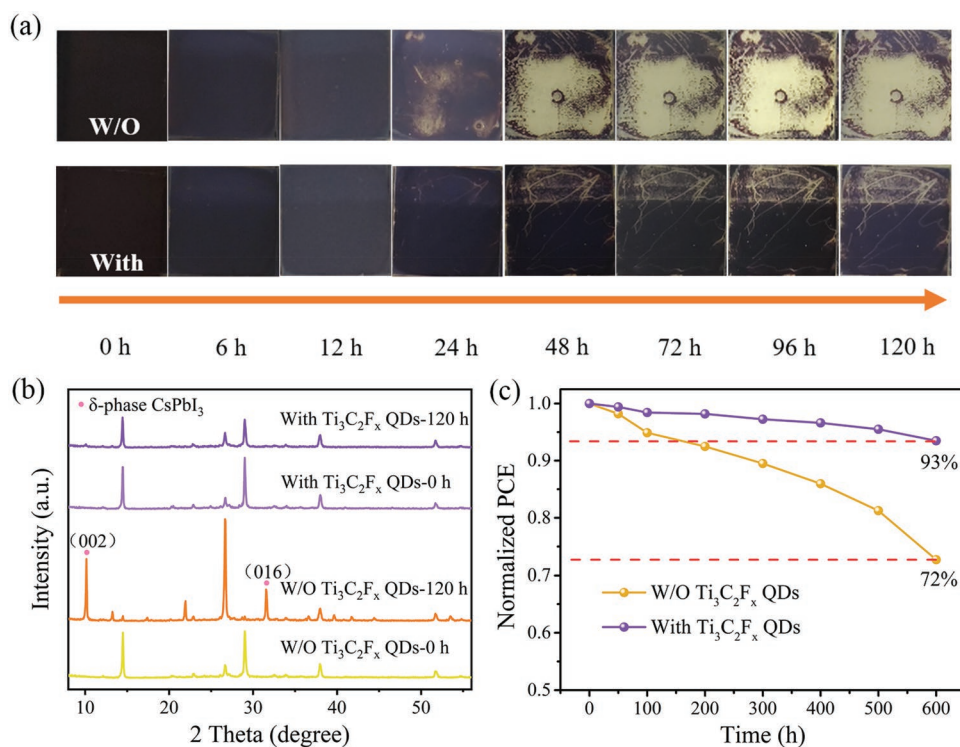 (a)
W/O
With
0 h 6 h 12 h 24 h 48 h 72 h 96 h 120 h
(b)
δ-phase CsPbI₃
With Ti₃C₂Fₓ QDs-120 h
With Ti₃C₂Fₓ QDs-0 h
（002）
（016）
W/O Ti₃C₂Fₓ QDs-120 h
W/O Ti₃C₂Fₓ QDs-0 h
Intensity (a.u.)
10 20 30 40 50
2 Theta (degree)
(c)
1.0
0.9
0.8
0.7
0.6
0.5
Normalized PCE
93%
72%
W/O Ti₃C₂Fₓ QDs
With Ti₃C₂Fₓ QDs
0 100 200 300 400 500 600
Time (h)